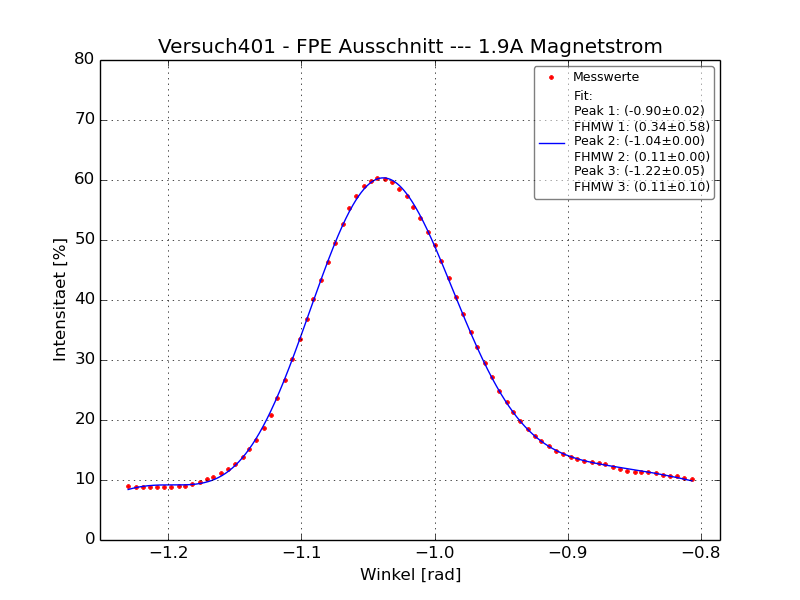 Versuch401 - FPE Ausschnitt --- 1.9A Magnetstrom
80
70
60
50
40
30
20
10
0
Intensitaet [%]
Messwerte
Fit:
Peak 1: (-0.90±0.02)
FHMW 1: (0.34±0.58)
Peak 2: (-1.04±0.00)
FHMW 2: (0.11±0.00)
Peak 3: (-1.22±0.05)
FHMW 3: (0.11±0.10)
−1.2
−1.1
−1.0
−0.9
−0.8
Winkel [rad]